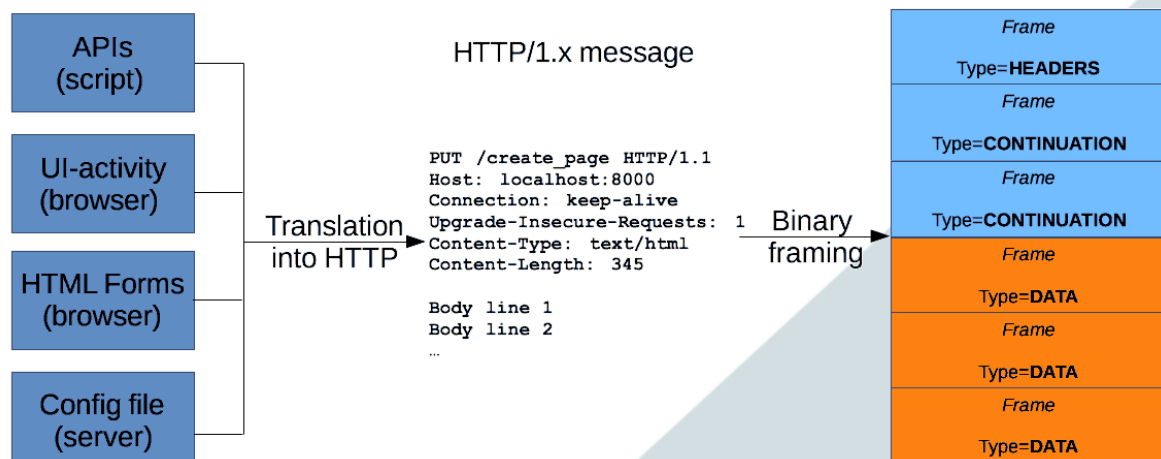 APIs
(script)
UI-activity
(browser)
HTML Forms
(browser)
Config file
(server)
Translation
into HTTP
HTTP/1.x message
PUT /create_page HTTP/1.1
Host: localhost:8000
Connection: keep-alive
Upgrade-Insecure-Requests: 1
Content-Type: text/html
Content-Length: 345
Body line 1
Body line 2
…
Binary
framing
Frame
Type=HEADERS
Frame
Type=CONTINUATION
Frame
Type=CONTINUATION
Frame
Type=DATA
Frame
Type=DATA
Frame
Type=DATA